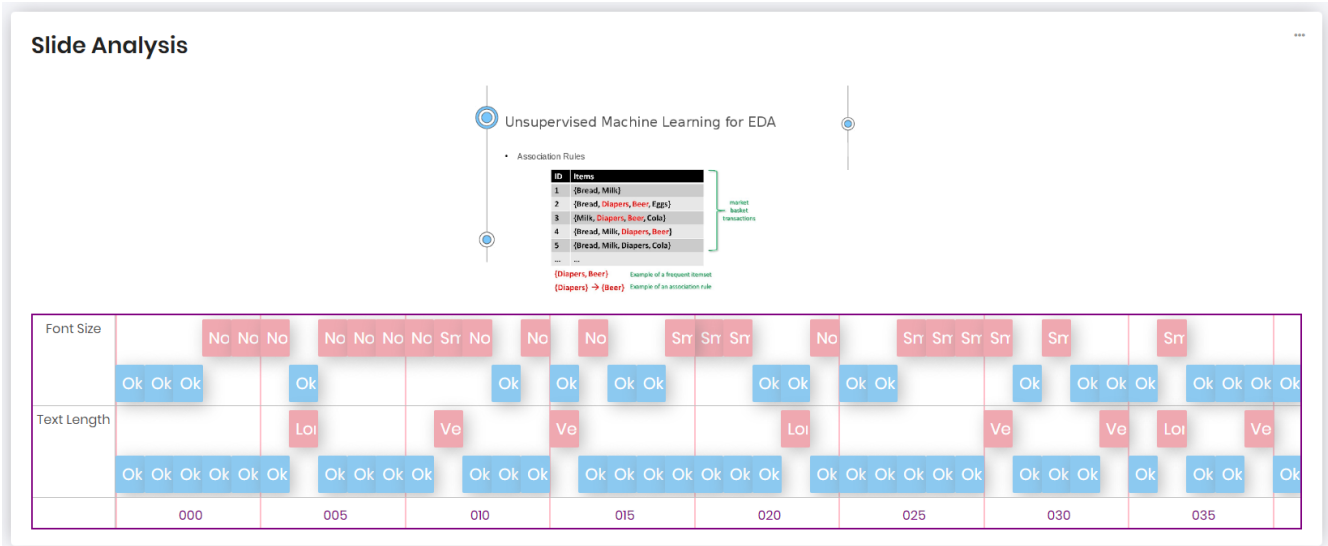 Slide Analysis
Unsupervised Machine Learning for EDA
• Association Rules
ID Items
1 {Bread, Milk}
2 {Bread, Diapers, Beer, Eggs}
3 {Milk, Diapers, Beer, Cola}
4 {Bread, Milk, Diapers, Beer}
5 {Bread, Milk, Diapers, Cola}
... ...
market
basket
transactions
{Diapers, Beer} Example of a frequent itemset
{Diapers} → {Beer} Example of an association rule
Font Size
No No No No No No No Sm No No No Sm Sm Sm No Sm Sm Sm Sm Sm Sm
Ok Ok Ok Ok Ok Ok Ok Ok Ok Ok Ok Ok Ok Ok Ok Ok Ok Ok Ok Ok
Text Length
Lor Ve Ve Lor Ve Ve Lor Ve
Ok Ok Ok Ok Ok Ok Ok Ok Ok Ok Ok Ok Ok Ok Ok Ok Ok Ok Ok Ok Ok Ok Ok Ok Ok Ok Ok Ok Ok Ok Ok Ok Ok
000 005 010 015 020 025 030 035